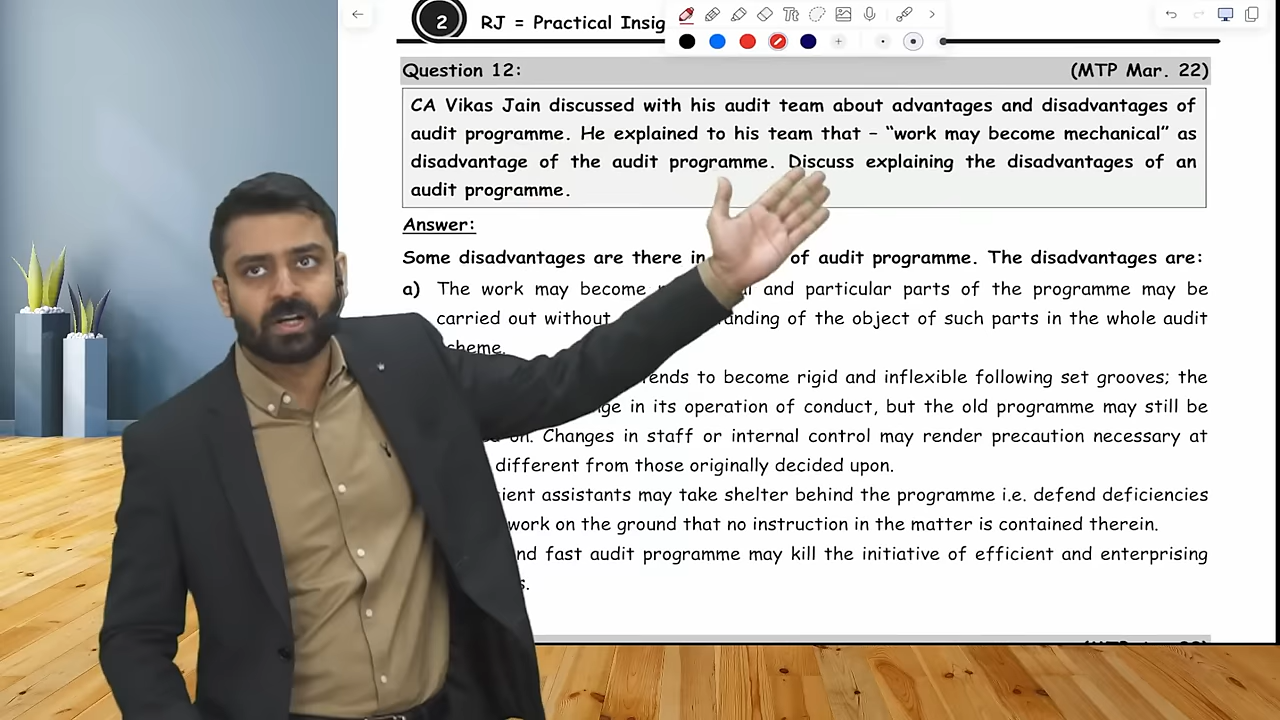 2 RJ = Practical Insig
Tt
Question 12: (MTP Mar. 22)
CA Vikas Jain discussed with his audit team about advantages and disadvantages of
audit programme. He explained to his team that – “work may become mechanical” as
disadvantage of the audit programme. Discuss explaining the disadvantages of an
audit programme.
Answer:
Some disadvantages are there in of audit programme. The disadvantages are:
a) The work may become and particular parts of the programme may be
carried out without of the object of such parts in the whole audit
scheme.
tends to become rigid and inflexible following set grooves; the
in its operation of conduct, but the old programme may still be
on. Changes in staff or internal control may render precaution necessary at
different from those originally decided upon.
assistants may take shelter behind the programme i.e. defend deficiencies
work on the ground that no instruction in the matter is contained therein.
and fast audit programme may kill the initiative of efficient and enterprising